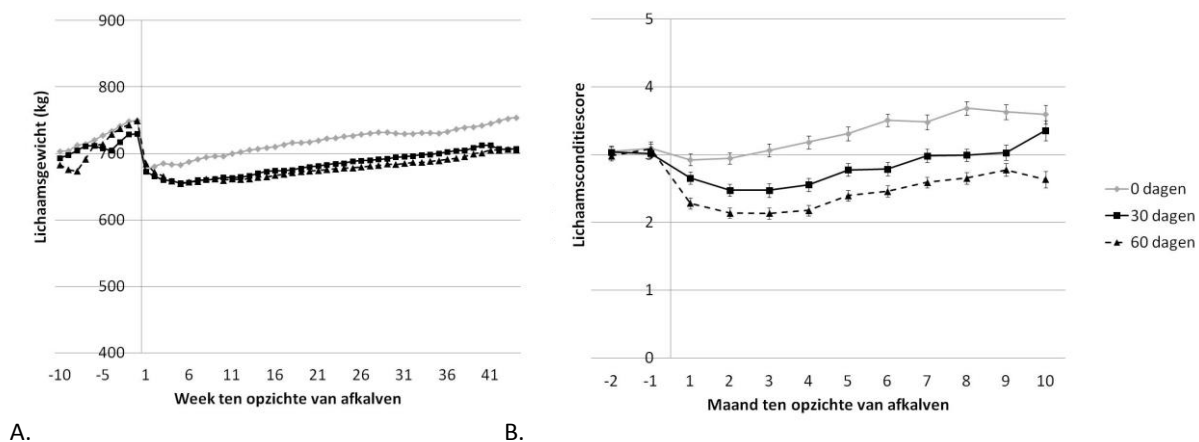 900
800
700
600
500
400
Lichaamsgewicht (kg)
-10 -5 1 6 11 16 21 26 31 36 41
Week ten opzichte van afkalven
A.
5
4
3
2
1
0
Lichaamsconditiescore
-2 -1 1 2 3 4 5 6 7 8 9 10
Maand ten opzichte van afkalven
B.
0 dagen
30 dagen
60 dagen